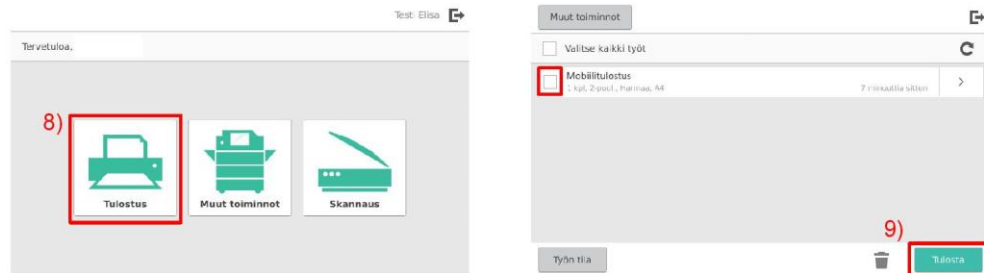 Test Elisa
Tervetuloa,
8)
Tulostus
Muut toiminnot
Skannaus
Muut toiminnot
Valitse kaikki työt
Mobiilitulostus
1 kpl, 2-puol., Harmaa, A4
7 minuuttia sitten
9)
Työn tila
Tulosta